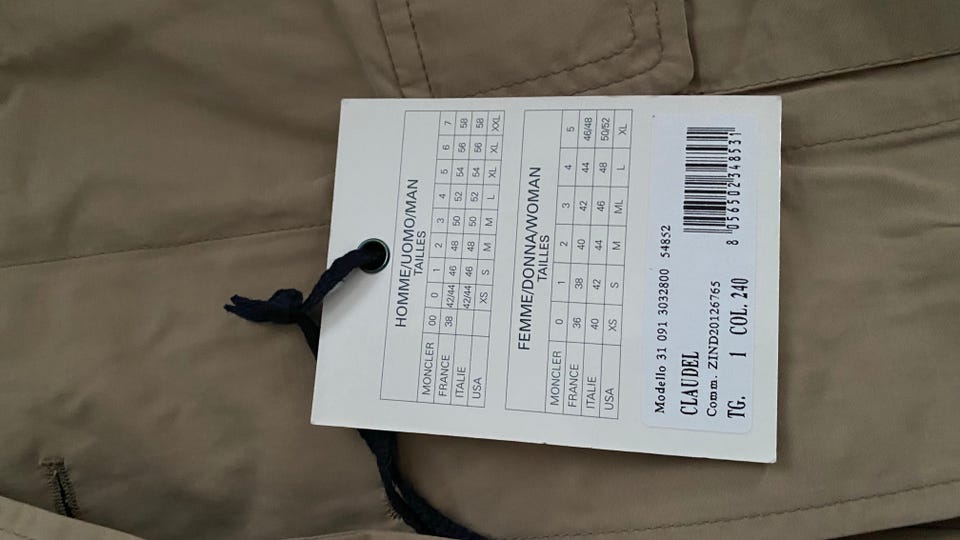 HOMME/UOMO/MAN
TAILLES
MONCLER 00 0 1 2 3 4 5 6 7
FRANCE 38 42/44 46 48 50 52 54 56 58
ITALIE 42/44 46 48 50 52 54 56 58
USA XS S M M L XL XL XXL
FEMME/DONNA/WOMAN
TAILLES
MONCLER 0 1 2 3 4 5
FRANCE 36 38 40 42 44 46/48
ITALIE 40 42 44 46 48 50/52
USA XS S M ML L XL
Modello 31 091 3032800 54852
CLAUDEL
Comm. ZIND20126765
TG. 1 COL. 240
8 056502 348531